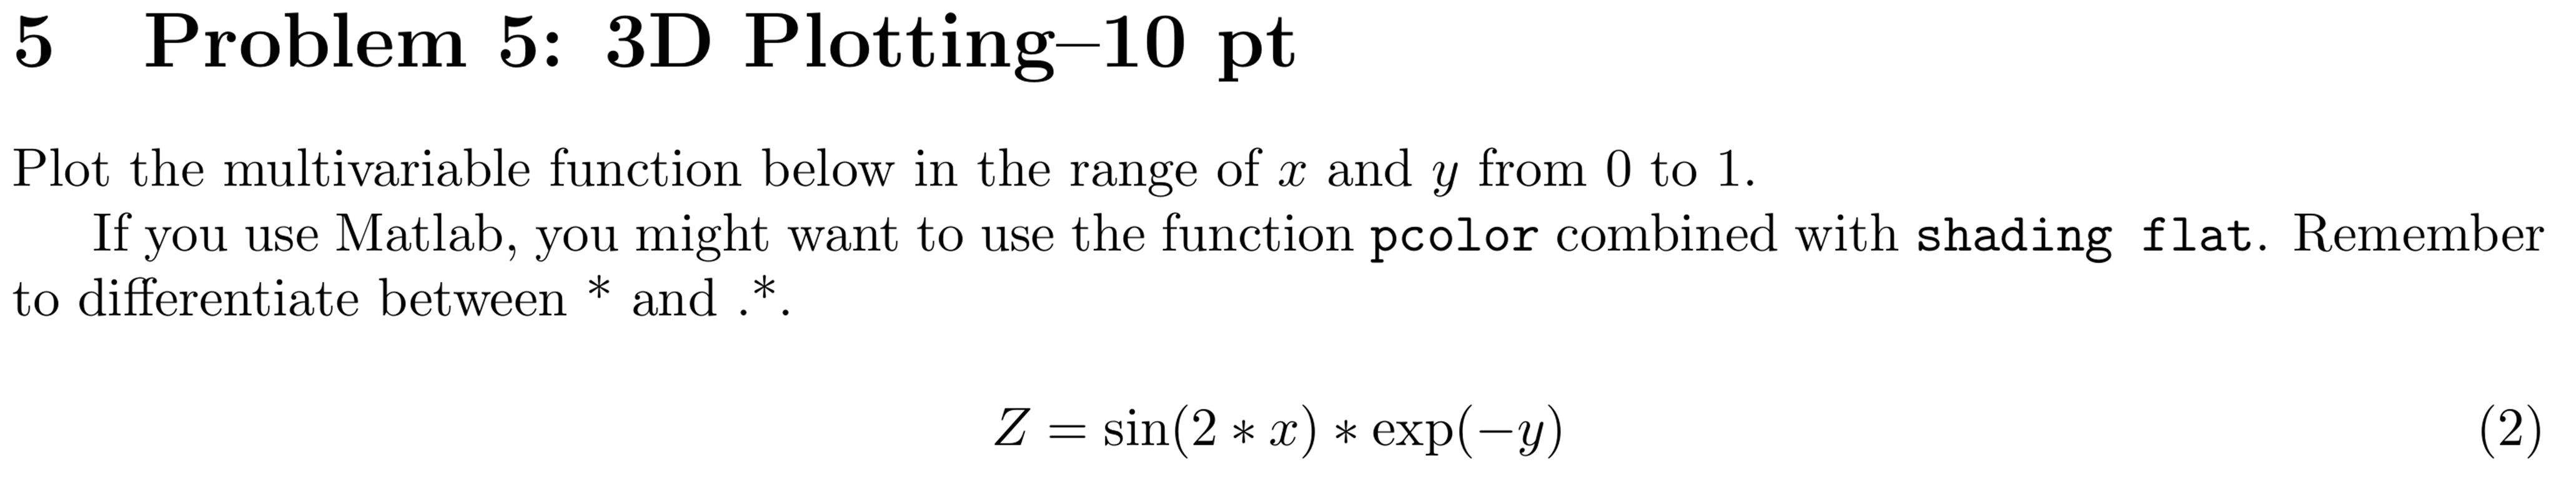 5 Problem 5: 3D Plotting–10 pt
Plot the multivariable function below in the range of x and y from 0 to 1.
If you use Matlab, you might want to use the function pcolor combined with shading flat. Remember
to differentiate between * and .*.
Z = sin(2 ∗ x) ∗ exp(−y) (2)